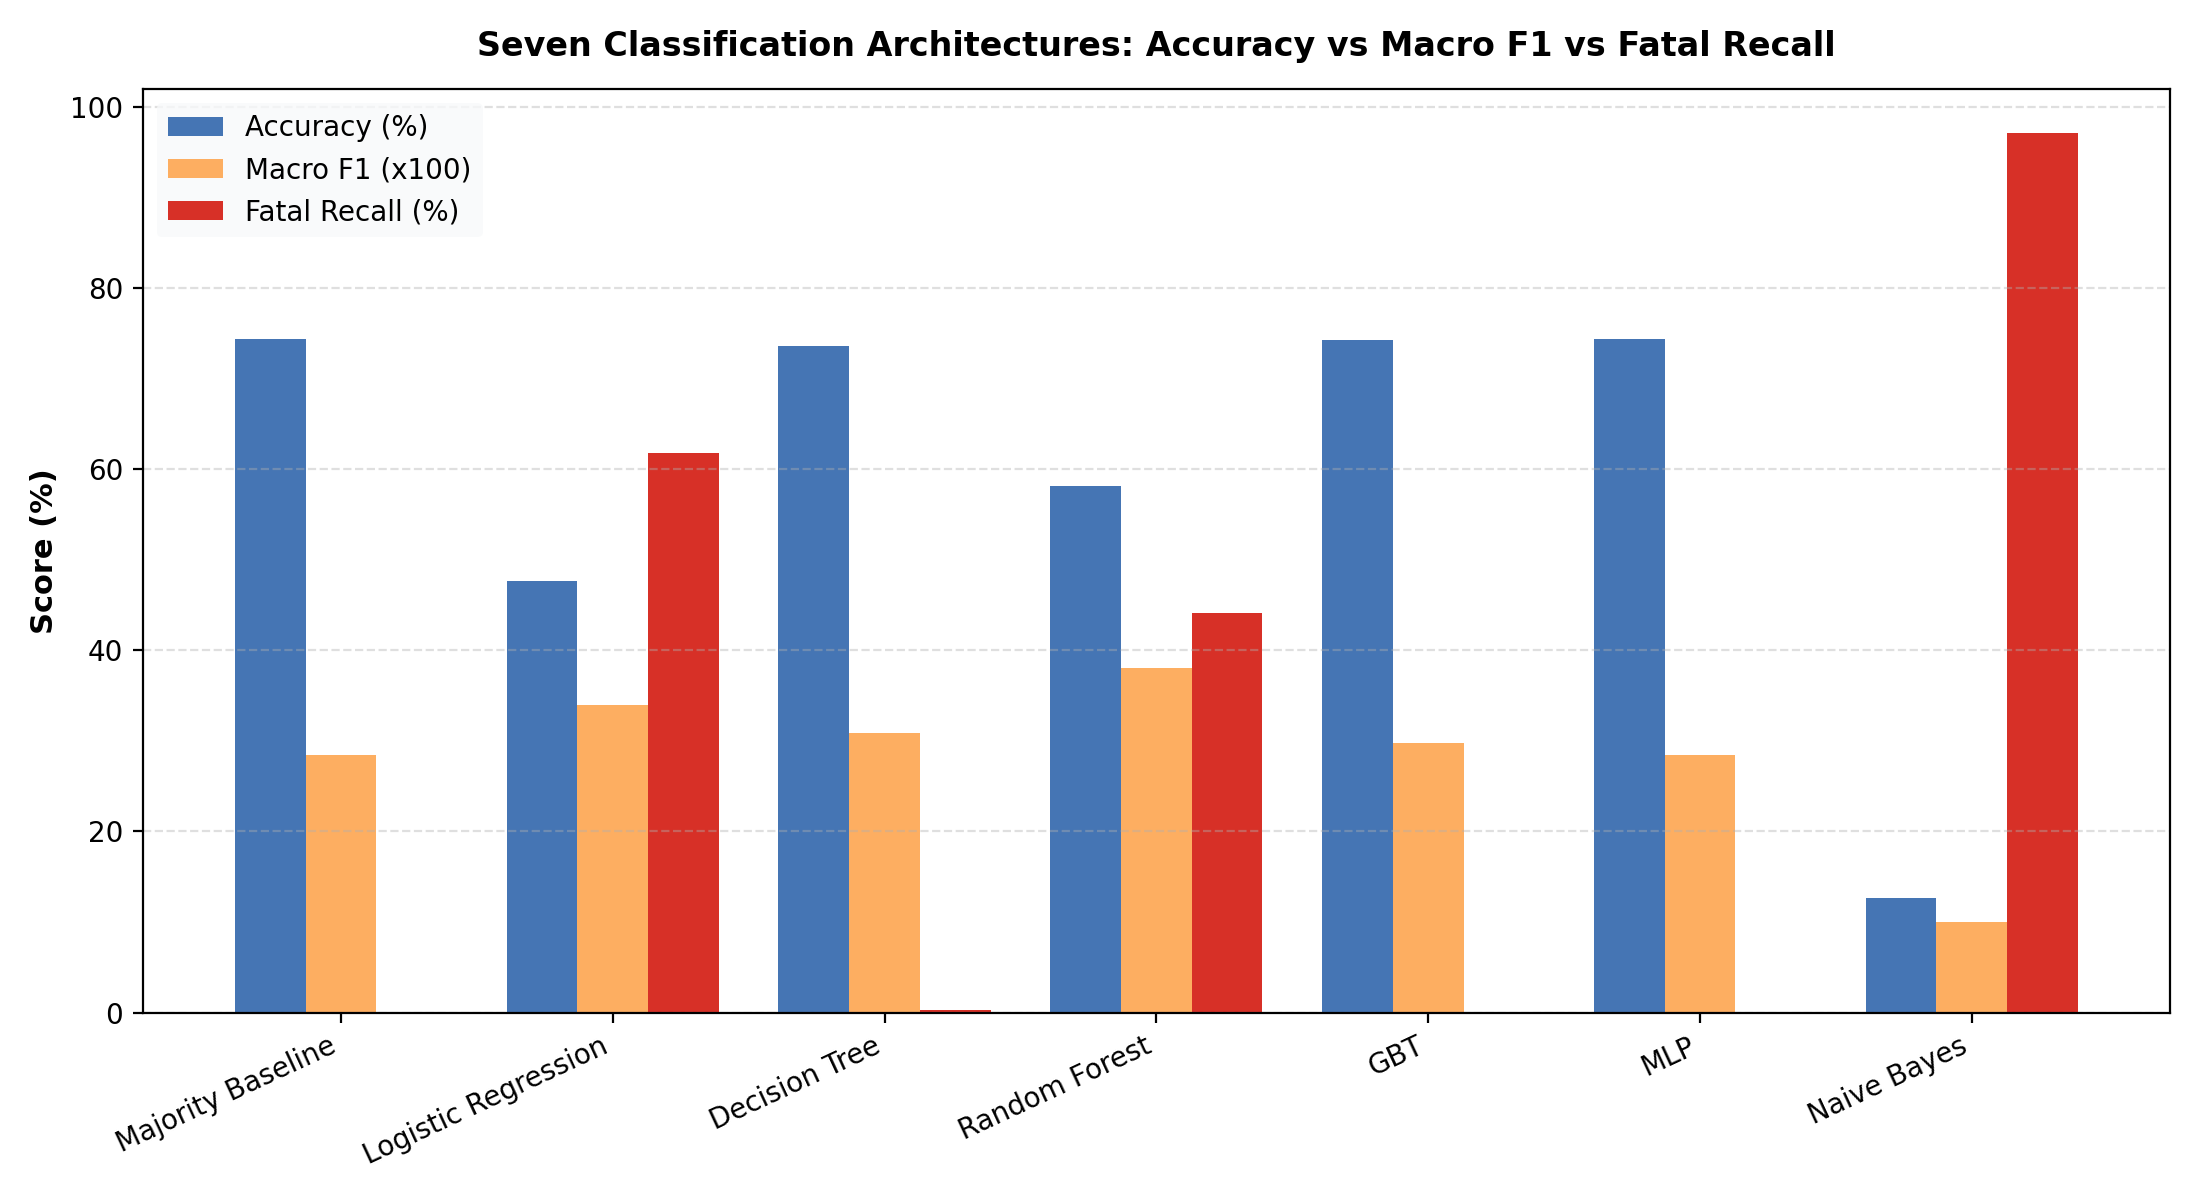 Seven Classification Architectures: Accuracy vs Macro F1 vs Fatal Recall
Accuracy (%)
Macro F1 (x100)
Fatal Recall (%)
Score (%)
100
80
60
40
20
0
Majority Baseline
Logistic Regression
Decision Tree
Random Forest
GBT
MLP
Naive Bayes